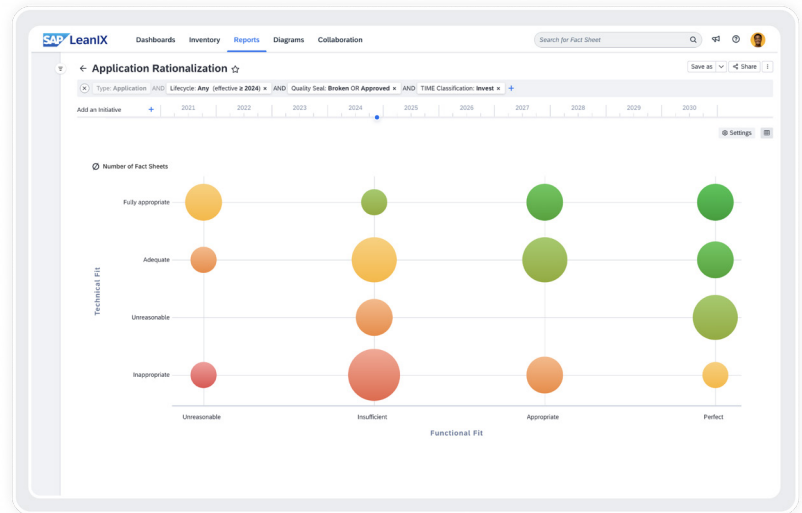 SAP LeanIX Dashboards Inventory Reports Diagrams Collaboration Search for Fact Sheet
← Application Rationalization ☆ Save as Share
Type: Application AND Lifecycle: Any (effective ≥ 2024) × AND Quality Seal: Broken OR Approved × AND TIME Classification: Invest × +
Add an Initiative + 2021 2022 2023 2024 2025 2026 2027 2028 2029 2030
Settings
Number of Fact Sheets
Fully appropriate
Adequate
Technical Fit
Unreasonable
Inappropriate
Unreasonable Insufficient Appropriate Perfect
Functional Fit